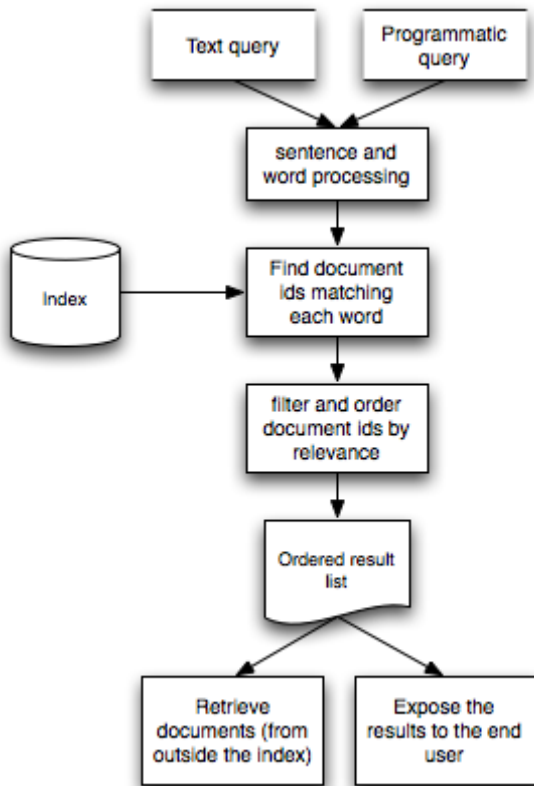 Text query
Programmatic
query
sentence and
word processing
Index
Find document
ids matching
each word
filter and order
document ids by
relevance
Ordered result
list
Retrieve
documents (from
outside the index)
Expose the
results to the end
user